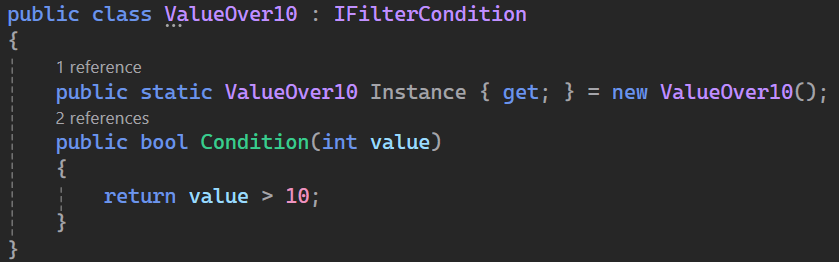 public class ValueOver10 : IFilterCondition
{
1 reference
public static ValueOver10 Instance { get; } = new ValueOver10();
2 references
public bool Condition(int value)
{
return value > 10;
}
}